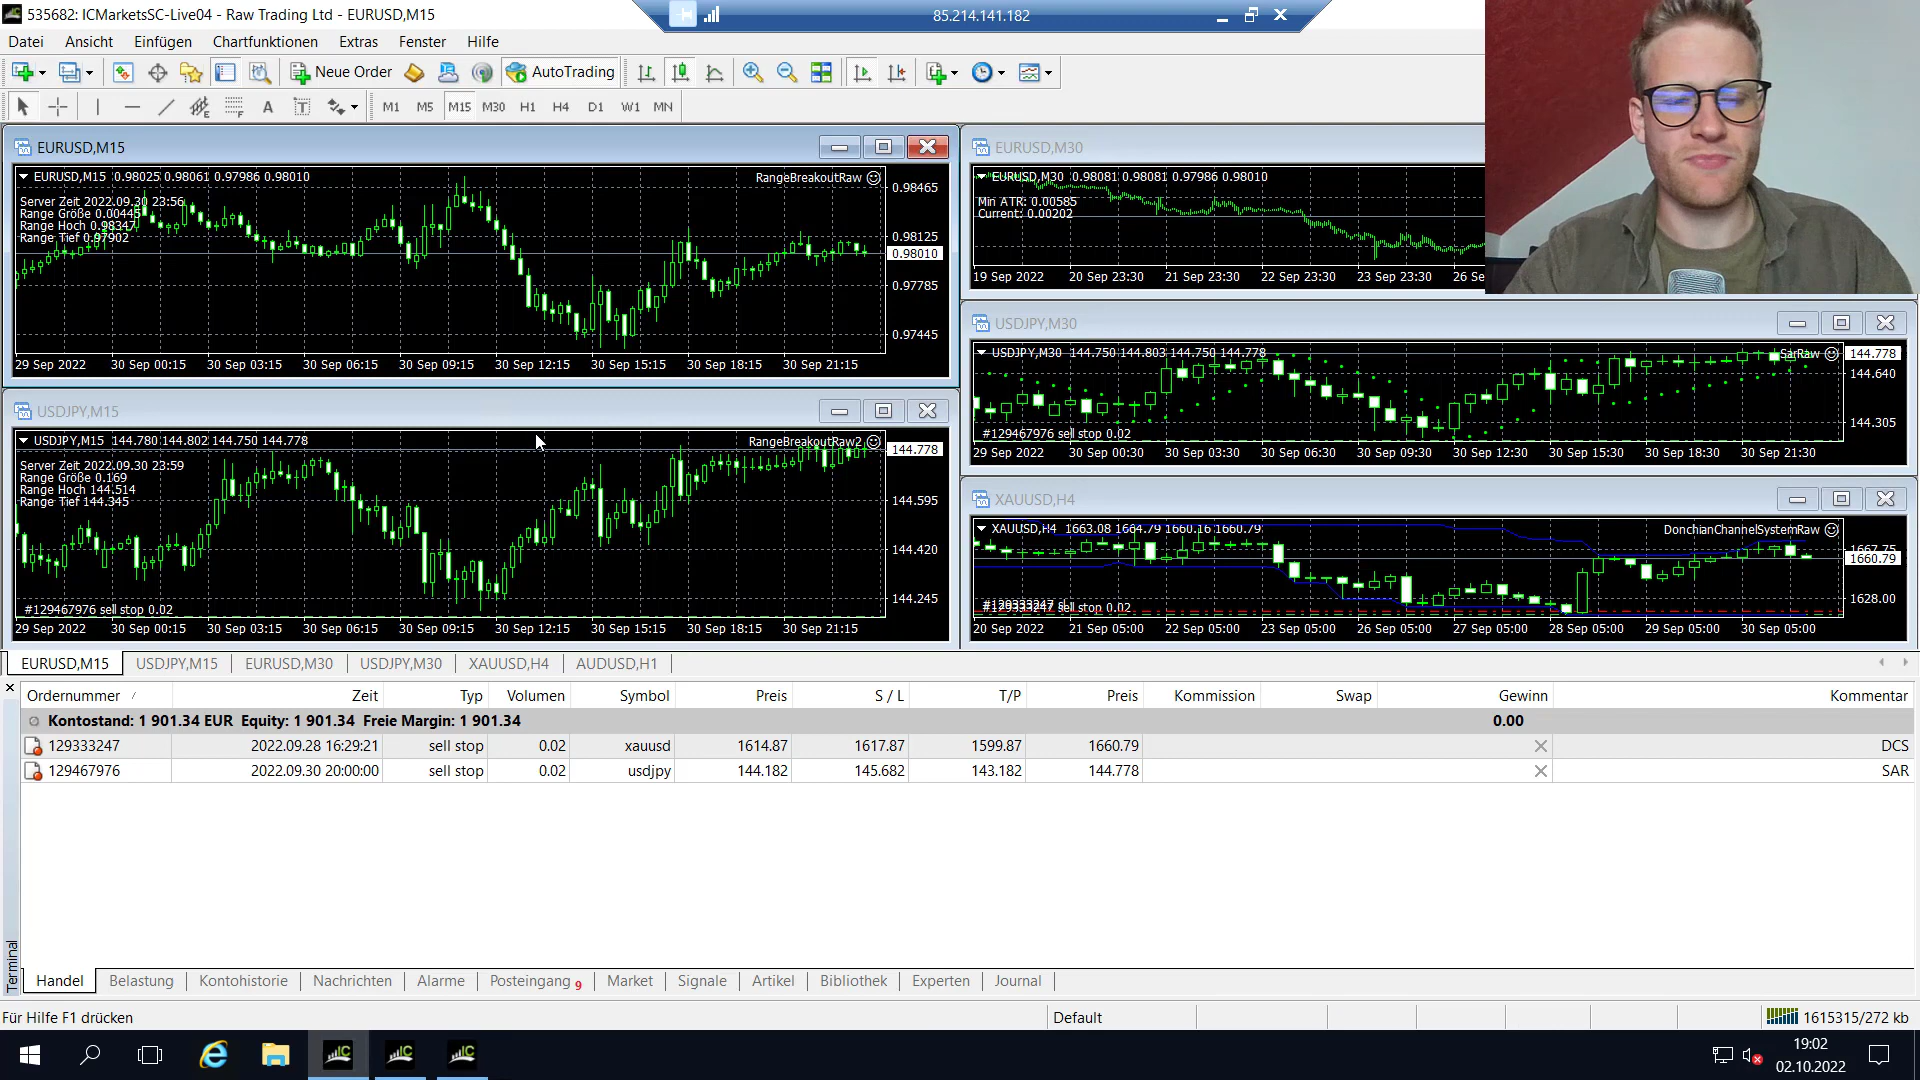 535682: ICMarketsSC-Live04 - Raw Trading Ltd - EURUSD,M15
85.214.141.182
Datei Ansicht Einfügen Chartfunktionen Extras Fenster Hilfe
Neue Order AutoTrading
A T M1 M5 M15 M30 H1 H4 D1 W1 MN
EURUSD,M15
EURUSD,M15 0.98025 0.98061 0.97986 0.98010
RangeBreakoutRaw
Server Zeit 2022.09.30 23:56
Range Größe 0.00445
Range Hoch 0.98347
Range Tief 0.97902
0.98465
0.98125
0.98010
0.97785
0.97445
29 Sep 2022 30 Sep 00:15 30 Sep 03:15 30 Sep 06:15 30 Sep 09:15 30 Sep 12:15 30 Sep 15:15 30 Sep 18:15 30 Sep 21:15
EURUSD,M30
EURUSD,M30 0.98081 0.98081 0.97986 0.98010
Min ATR: 0.00585
Current: 0.00202
19 Sep 2022 20 Sep 23:30 21 Sep 23:30 22 Sep 23:30 23 Sep 23:30 26 Se
USDJPY,M30
USDJPY,M30 144.750 144.803 144.750 144.778
SarRaw
144.778
144.640
144.305
#129467976 sell stop 0.02
29 Sep 2022 30 Sep 00:30 30 Sep 03:30 30 Sep 06:30 30 Sep 09:30 30 Sep 12:30 30 Sep 15:30 30 Sep 18:30 30 Sep 21:30
USDJPY,M15
USDJPY,M15 144.780 144.802 144.750 144.778
RangeBreakoutRaw2
Server Zeit 2022.09.30 23:59
Range Größe 0.169
Range Hoch 144.514
Range Tief 144.345
144.778
144.595
144.420
144.245
#129467976 sell stop 0.02
29 Sep 2022 30 Sep 00:15 30 Sep 03:15 30 Sep 06:15 30 Sep 09:15 30 Sep 12:15 30 Sep 15:15 30 Sep 18:15 30 Sep 21:15
XAUUSD,H4
XAUUSD,H4 1663.08 1664.79 1660.16 1660.79
DonchianChannelSystemRaw
1667.75
1660.79
1628.00
#129333247 sell stop 0.02
20 Sep 2022 21 Sep 05:00 22 Sep 05:00 23 Sep 05:00 26 Sep 05:00 27 Sep 05:00 28 Sep 05:00 29 Sep 05:00 30 Sep 05:00
EURUSD,M15 USDJPY,M15 EURUSD,M30 USDJPY,M30 XAUUSD,H4 AUDUSD,H1
Ordernummer / Zeit Typ Volumen Symbol Preis S / L T/P Preis Kommission Swap Gewinn Kommentar
Kontostand: 1 901.34 EUR Equity: 1 901.34 Freie Margin: 1 901.34 0.00
129333247 2022.09.28 16:29:21 sell stop 0.02 xauusd 1614.87 1617.87 1599.87 1660.79 DCS
129467976 2022.09.30 20:00:00 sell stop 0.02 usdjpy 144.182 145.682 143.182 144.778 SAR
Terminal
Handel Belastung Kontohistorie Nachrichten Alarme Posteingang 9 Market Signale Artikel Bibliothek Experten Journal
Für Hilfe F1 drücken
Default
1615315/272 kb
19:02
02.10.2022